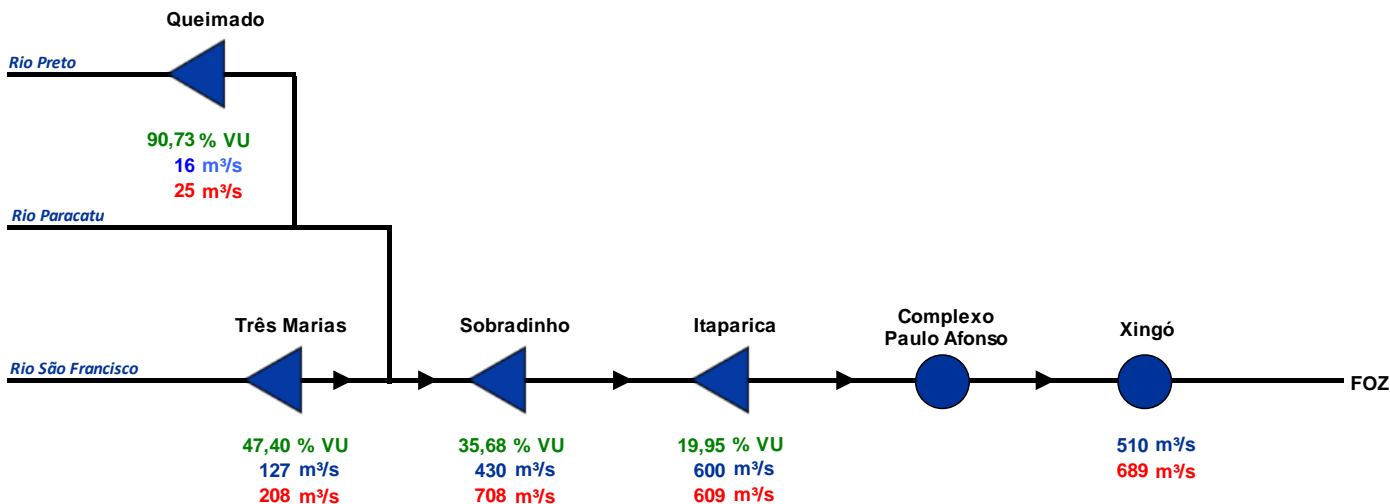 Queimado
Rio Preto
90,73 % VU
16 m³/s
25 m³/s
Rio Paracatu
Três Marias
Sobradinho
Itaparica
Complexo
Paulo Afonso
Xingó
Rio São Francisco
FOZ
47,40 % VU
127 m³/s
208 m³/s
35,68 % VU
430 m³/s
708 m³/s
19,95 % VU
600 m³/s
609 m³/s
510 m³/s
689 m³/s